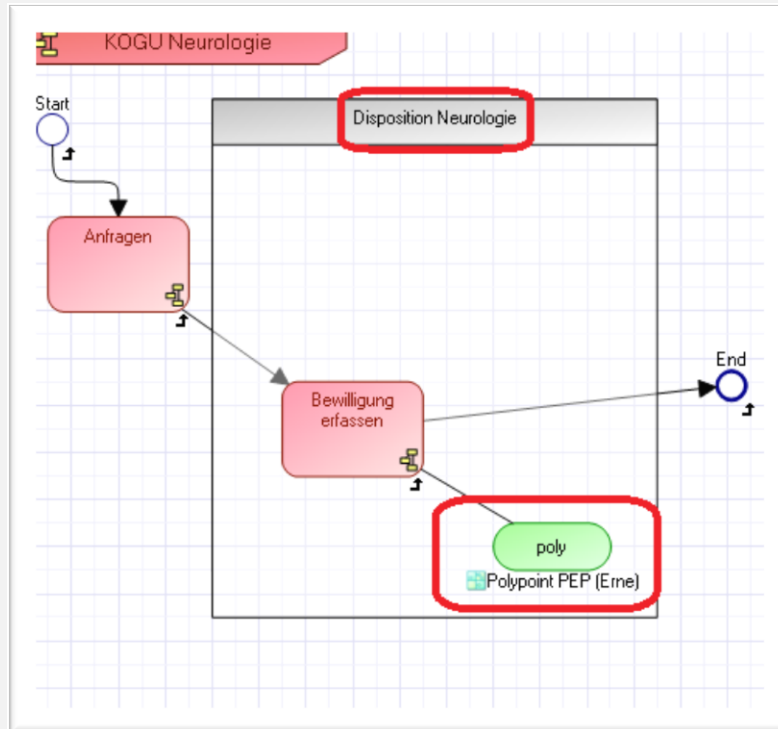 KOGU Neurologie
Start
Disposition Neurologie
Anfragen
End
Bewilligung
erfassen
poly
Polypoint PEP (Erne)